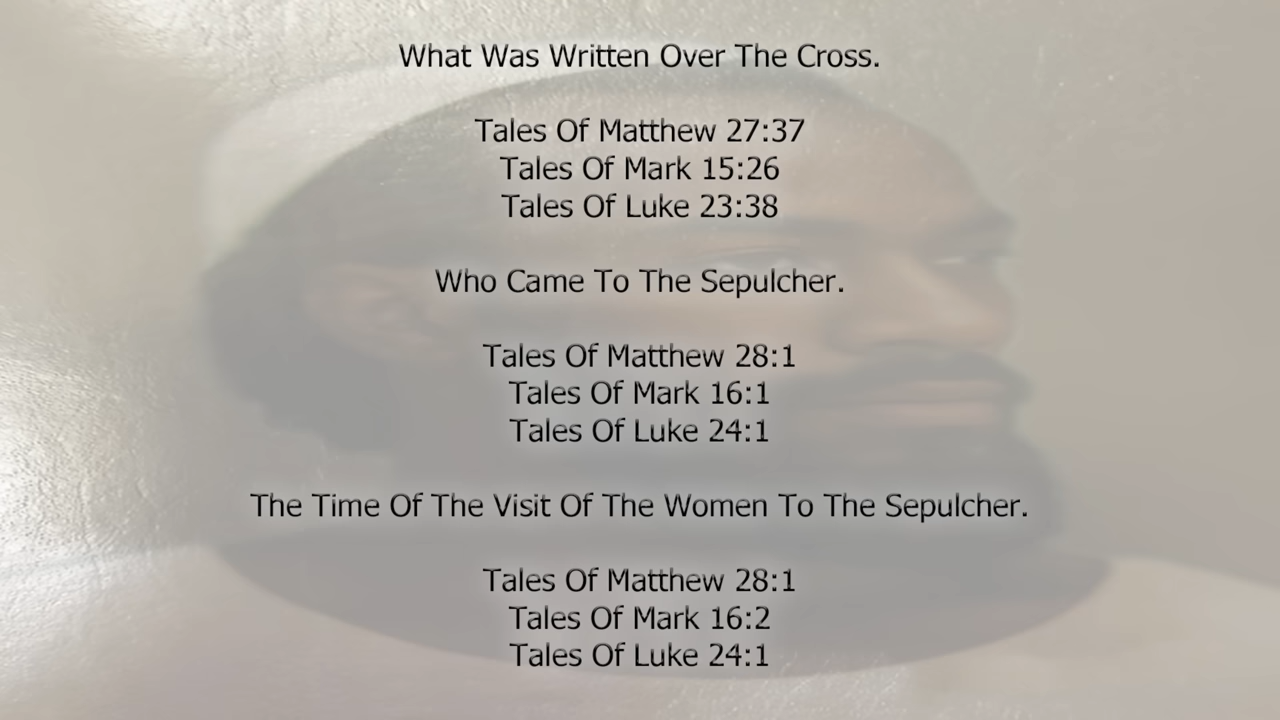 What Was Written Over The Cross.
Tales Of Matthew 27:37
Tales Of Mark 15:26
Tales Of Luke 23:38
Who Came To The Sepulcher.
Tales Of Matthew 28:1
Tales Of Mark 16:1
Tales Of Luke 24:1
The Time Of The Visit Of The Women To The Sepulcher.
Tales Of Matthew 28:1
Tales Of Mark 16:2
Tales Of Luke 24:1